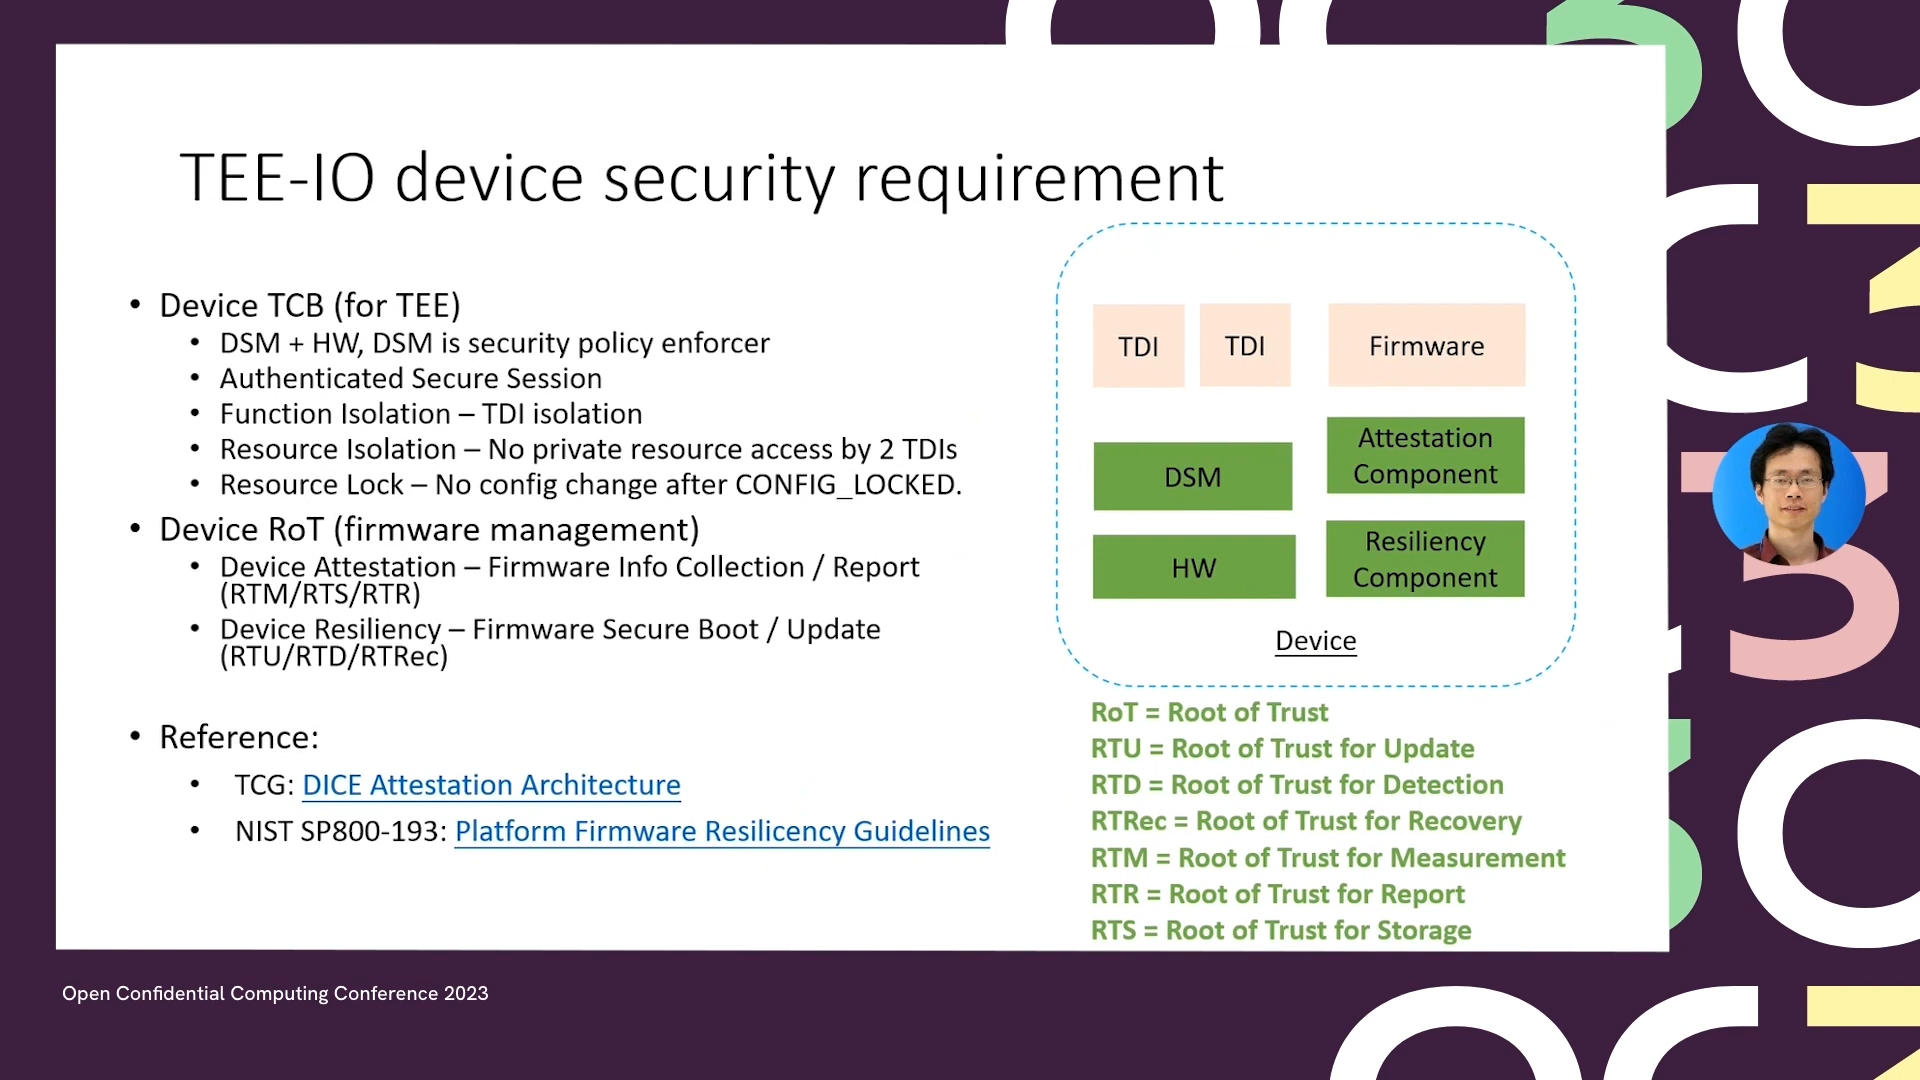 TEE-IO device security requirement
• Device TCB (for TEE)
• DSM + HW, DSM is security policy enforcer
• Authenticated Secure Session
• Function Isolation – TDI isolation
• Resource Isolation – No private resource access by 2 TDIs
• Resource Lock – No config change after CONFIG_LOCKED.
• Device RoT (firmware management)
• Device Attestation – Firmware Info Collection / Report
(RTM/RTS/RTR)
• Device Resiliency – Firmware Secure Boot / Update
(RTU/RTD/RTRec)
• Reference:
• TCG: DICE Attestation Architecture
• NIST SP800-193: Platform Firmware Resilicency Guidelines
TDI
TDI
Firmware
DSM
Attestation
Component
HW
Resiliency
Component
Device
RoT = Root of Trust
RTU = Root of Trust for Update
RTD = Root of Trust for Detection
RTRec = Root of Trust for Recovery
RTM = Root of Trust for Measurement
RTR = Root of Trust for Report
RTS = Root of Trust for Storage
Open Confidential Computing Conference 2023